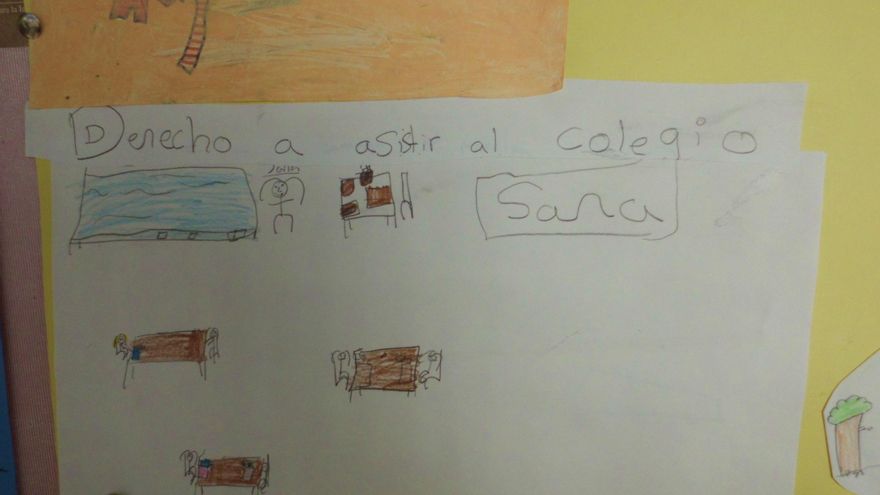 Derecho a asistir al colegio
Sara